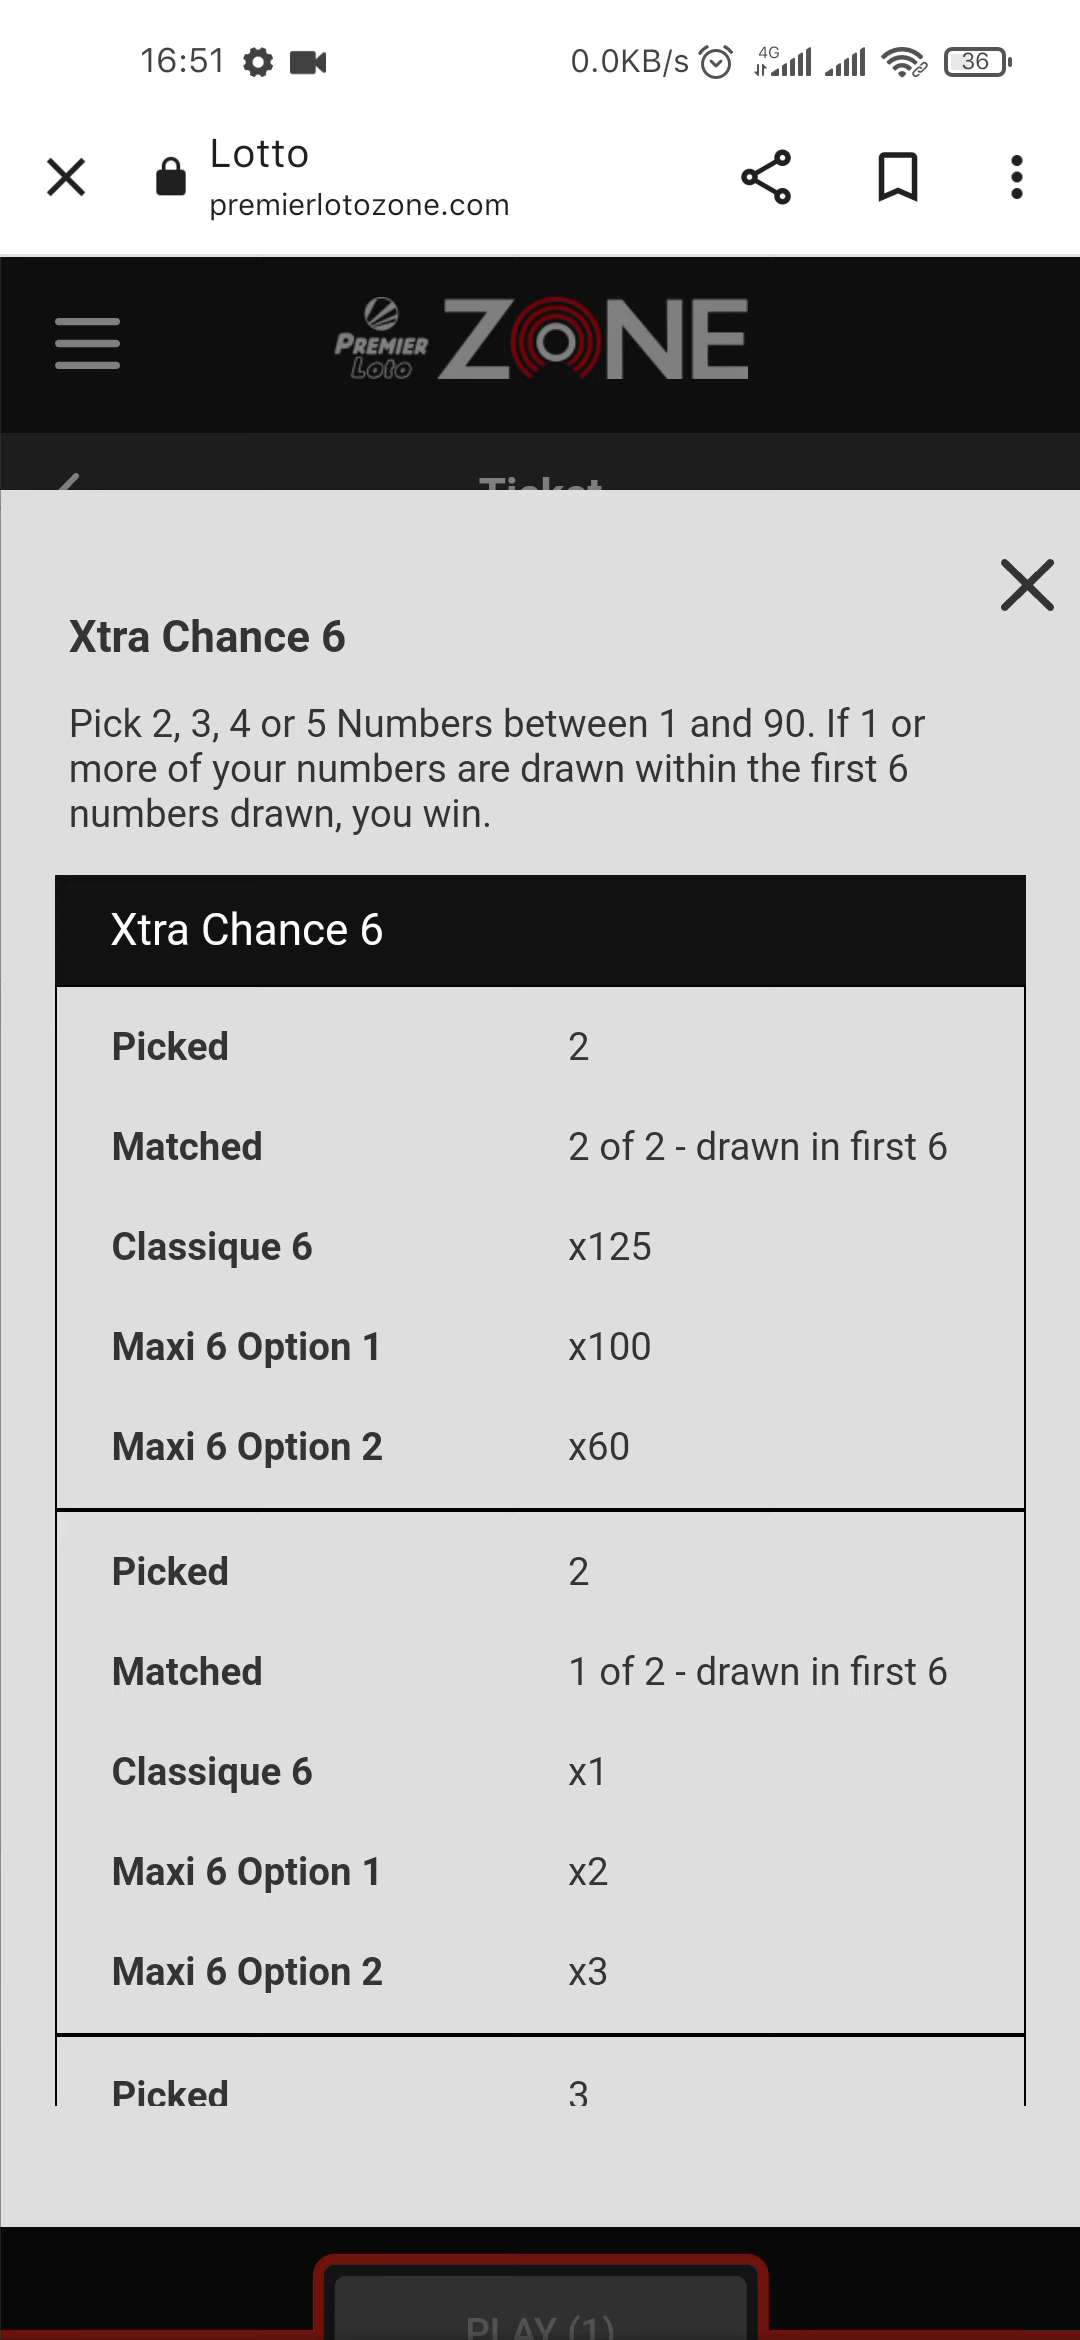 16:51 0.0KB/s 4G 36
Lotto
premierlotozone.com
PREMIER
Loto
ZONE
Ticket
Xtra Chance 6
Pick 2, 3, 4 or 5 Numbers between 1 and 90. If 1 or
more of your numbers are drawn within the first 6
numbers drawn, you win.
Xtra Chance 6
Picked 2
Matched 2 of 2 - drawn in first 6
Classique 6 x125
Maxi 6 Option 1 x100
Maxi 6 Option 2 x60
Picked 2
Matched 1 of 2 - drawn in first 6
Classique 6 x1
Maxi 6 Option 1 x2
Maxi 6 Option 2 x3
Picked 3
PLAY (1)